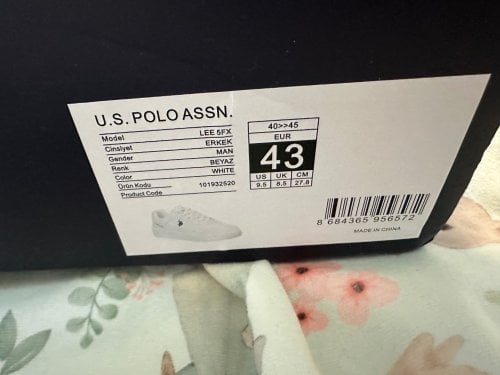 U.S. POLO ASSN.
Model LEE 5FX
Cinsiyet ERKEK
Gender MAN
Renk BEYAZ
Color WHITE
Ürün Kodu 101932520
Product Code
40>>45
EUR
43
US UK CM
9.5 8.5 27.8
8 684365 956572
MADE IN CHINA